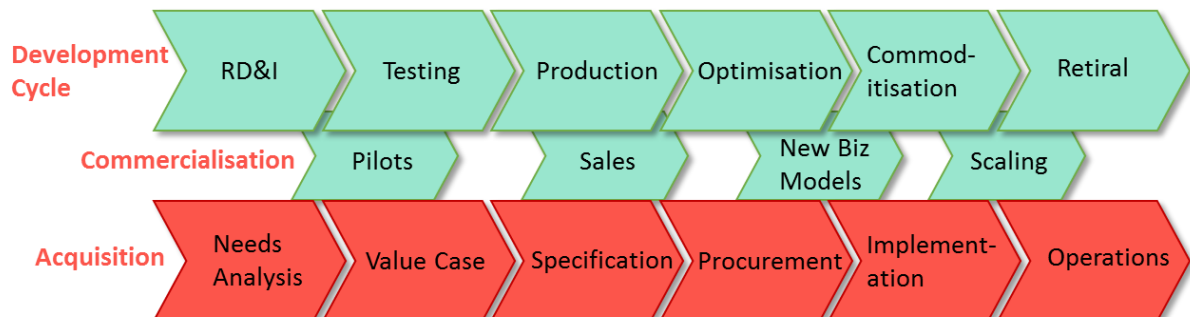 Development
Cycle
RD&I
Testing
Production
Optimisation
Commod-
itisation
Retiral
Commercialisation
Pilots
Sales
New Biz
Models
Scaling
Acquisition
Needs
Analysis
Value Case
Specification
Procurement
Implement-
ation
Operations